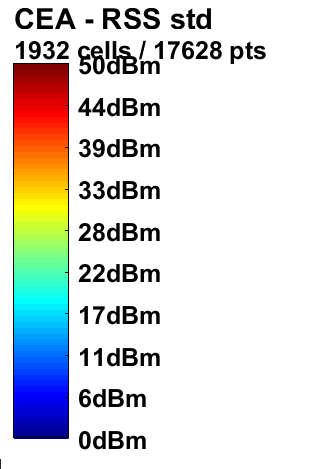 CEA - RSS std
1932 cells / 17628 pts
50dBm
44dBm
39dBm
33dBm
28dBm
22dBm
17dBm
11dBm
6dBm
0dBm